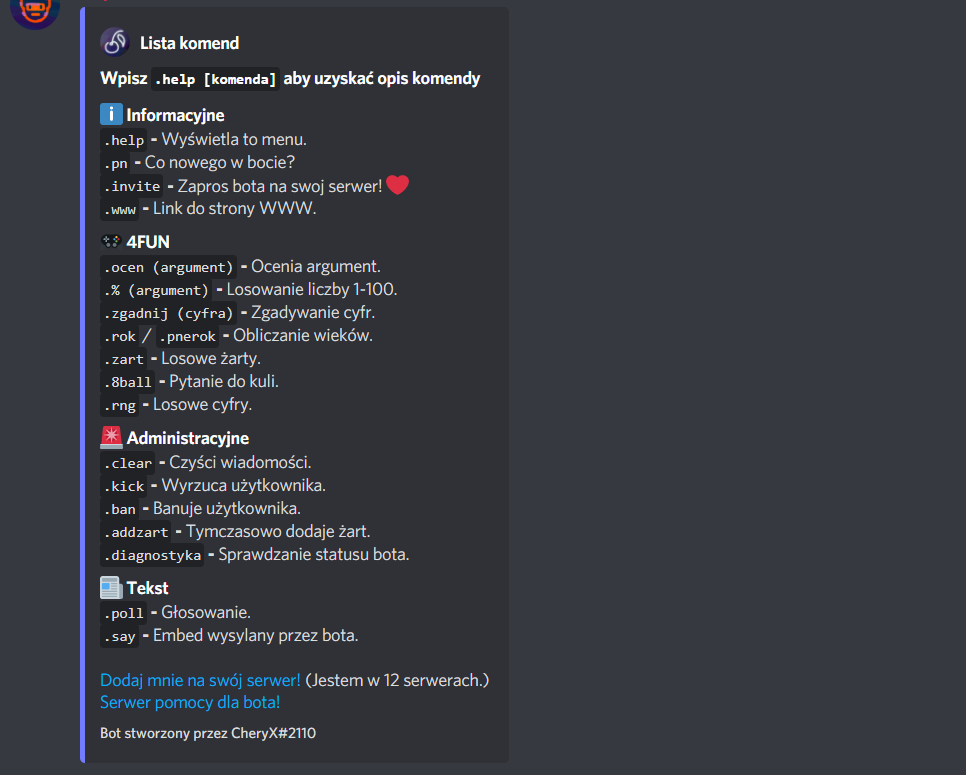 Lista komend
Wpisz .help [komenda] aby uzyskać opis komendy
Informacyjne
.help - Wyświetla to menu.
.pn - Co nowego w bocie?
.invite - Zapros bota na swoj serwer!
.www - Link do strony WWW.
4FUN
.ocen (argument) - Ocenia argument.
.% (argument) - Losowanie liczby 1-100.
.zgadnij (cyfra) - Zgadywanie cyfr.
.rok / .pnerok - Obliczanie wieków.
.zart - Losowe żarty.
.8ball - Pytanie do kuli.
.rng - Losowe cyfry.
Administracyjne
.clear - Czyści wiadomości.
.kick - Wyrzuca użytkownika.
.ban - Banuje użytkownika.
.addzart - Tymczasowo dodaje żart.
.diagnostyka - Sprawdzanie statusu bota.
Tekst
.poll - Głosowanie.
.say - Embed wysylany przez bota.
Dodaj mnie na swój serwer! (Jestem w 12 serwerach.)
Serwer pomocy dla bota!
Bot stworzony przez CheryX#2110